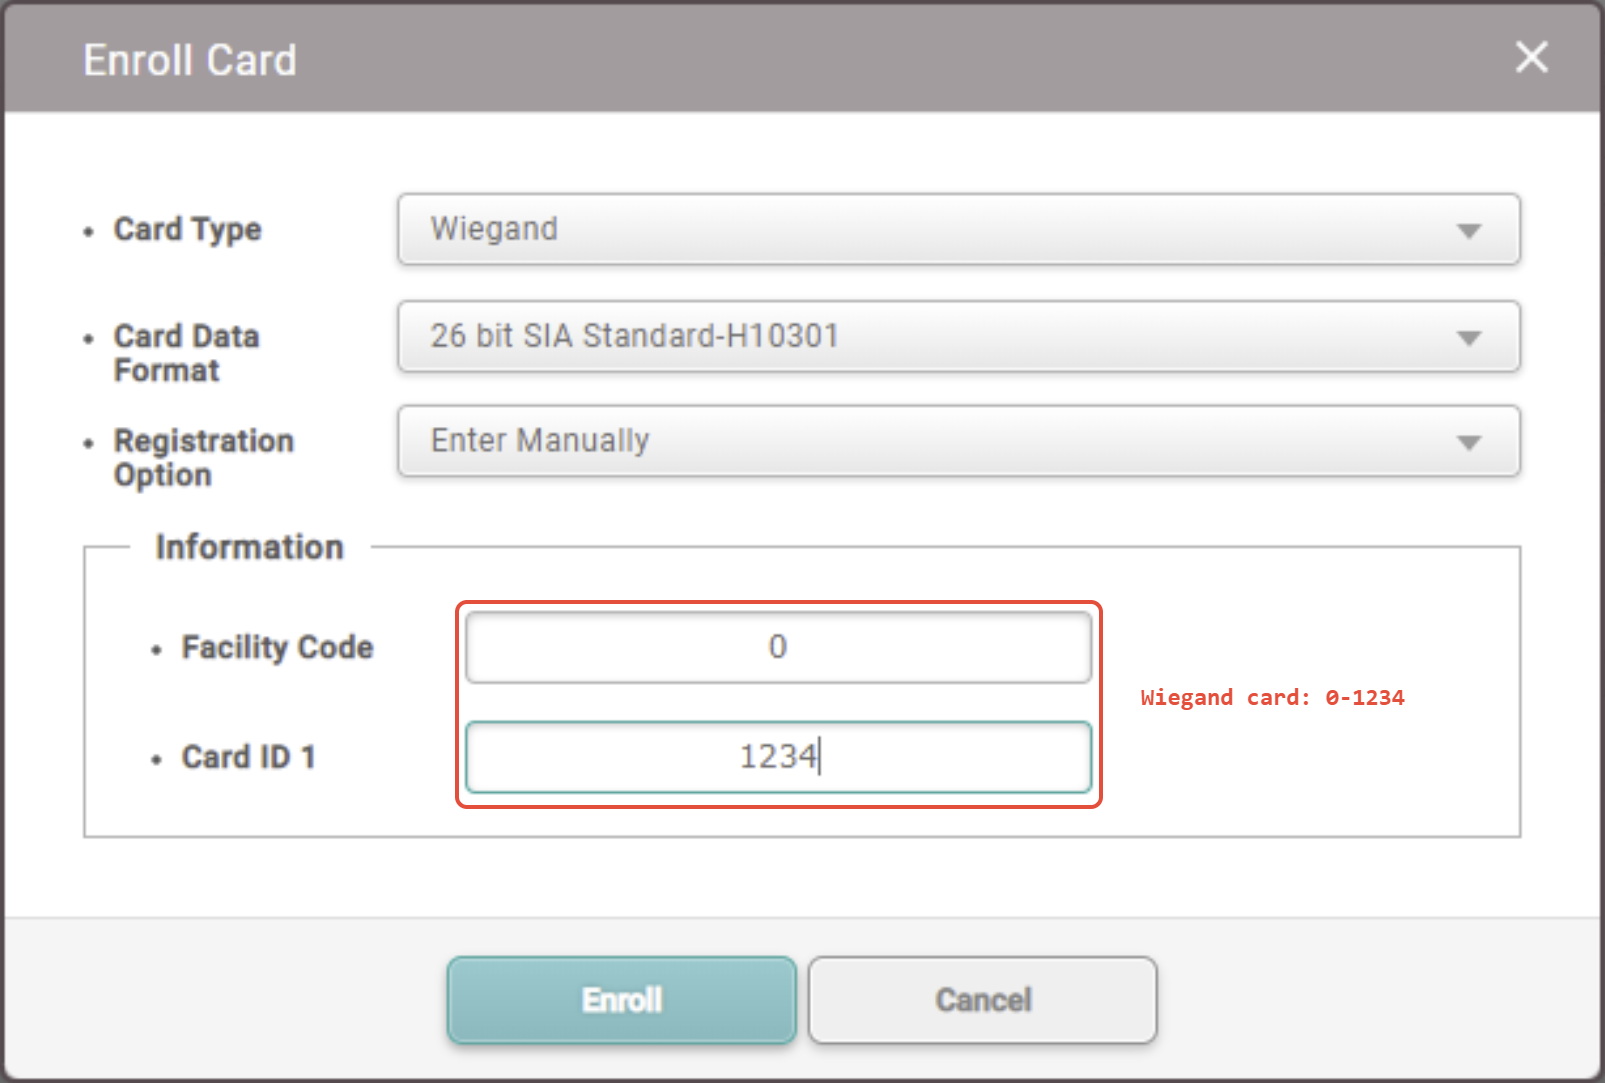 Enroll Card
• Card Type
Wiegand
• Card Data
Format
26 bit SIA Standard-H10301
• Registration
Option
Enter Manually
Information
• Facility Code
0
Wiegand card: 0-1234
• Card ID 1
1234
Enroll
Cancel